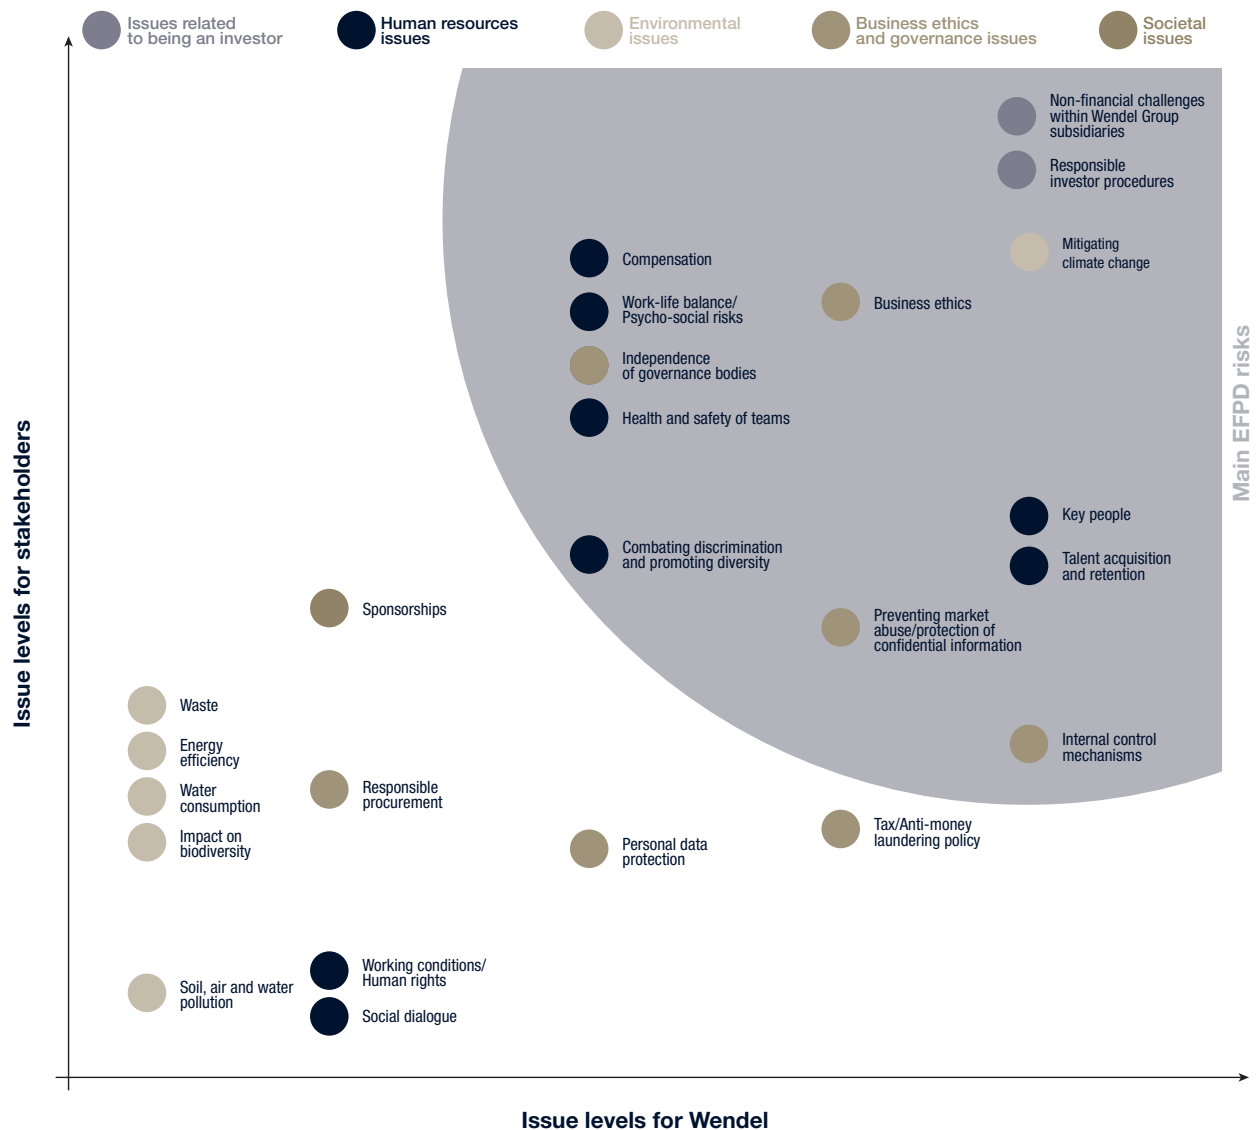 Issues related
to being an investor
Human resources
issues
Environmental
issues
Business ethics
and governance issues
Societal
issues
Non-financial challenges
within Wendel Group
subsidiaries
Responsible
investor procedures
Mitigating
climate change
Compensation
Work-life balance/
Psycho-social risks
Business ethics
Independence
of governance bodies
Health and safety of teams
Main EFPD risks
Key people
Combating discrimination
and promoting diversity
Talent acquisition
and retention
Sponsorships
Preventing market
abuse/protection of
confidential information
Issue levels for stakeholders
Waste
Energy
efficiency
Internal control
mechanisms
Water
consumption
Responsible
procurement
Impact on
biodiversity
Personal data
protection
Tax/Anti-money
laundering policy
Working conditions/
Human rights
Soil, air and water
pollution
Social dialogue
Issue levels for Wendel